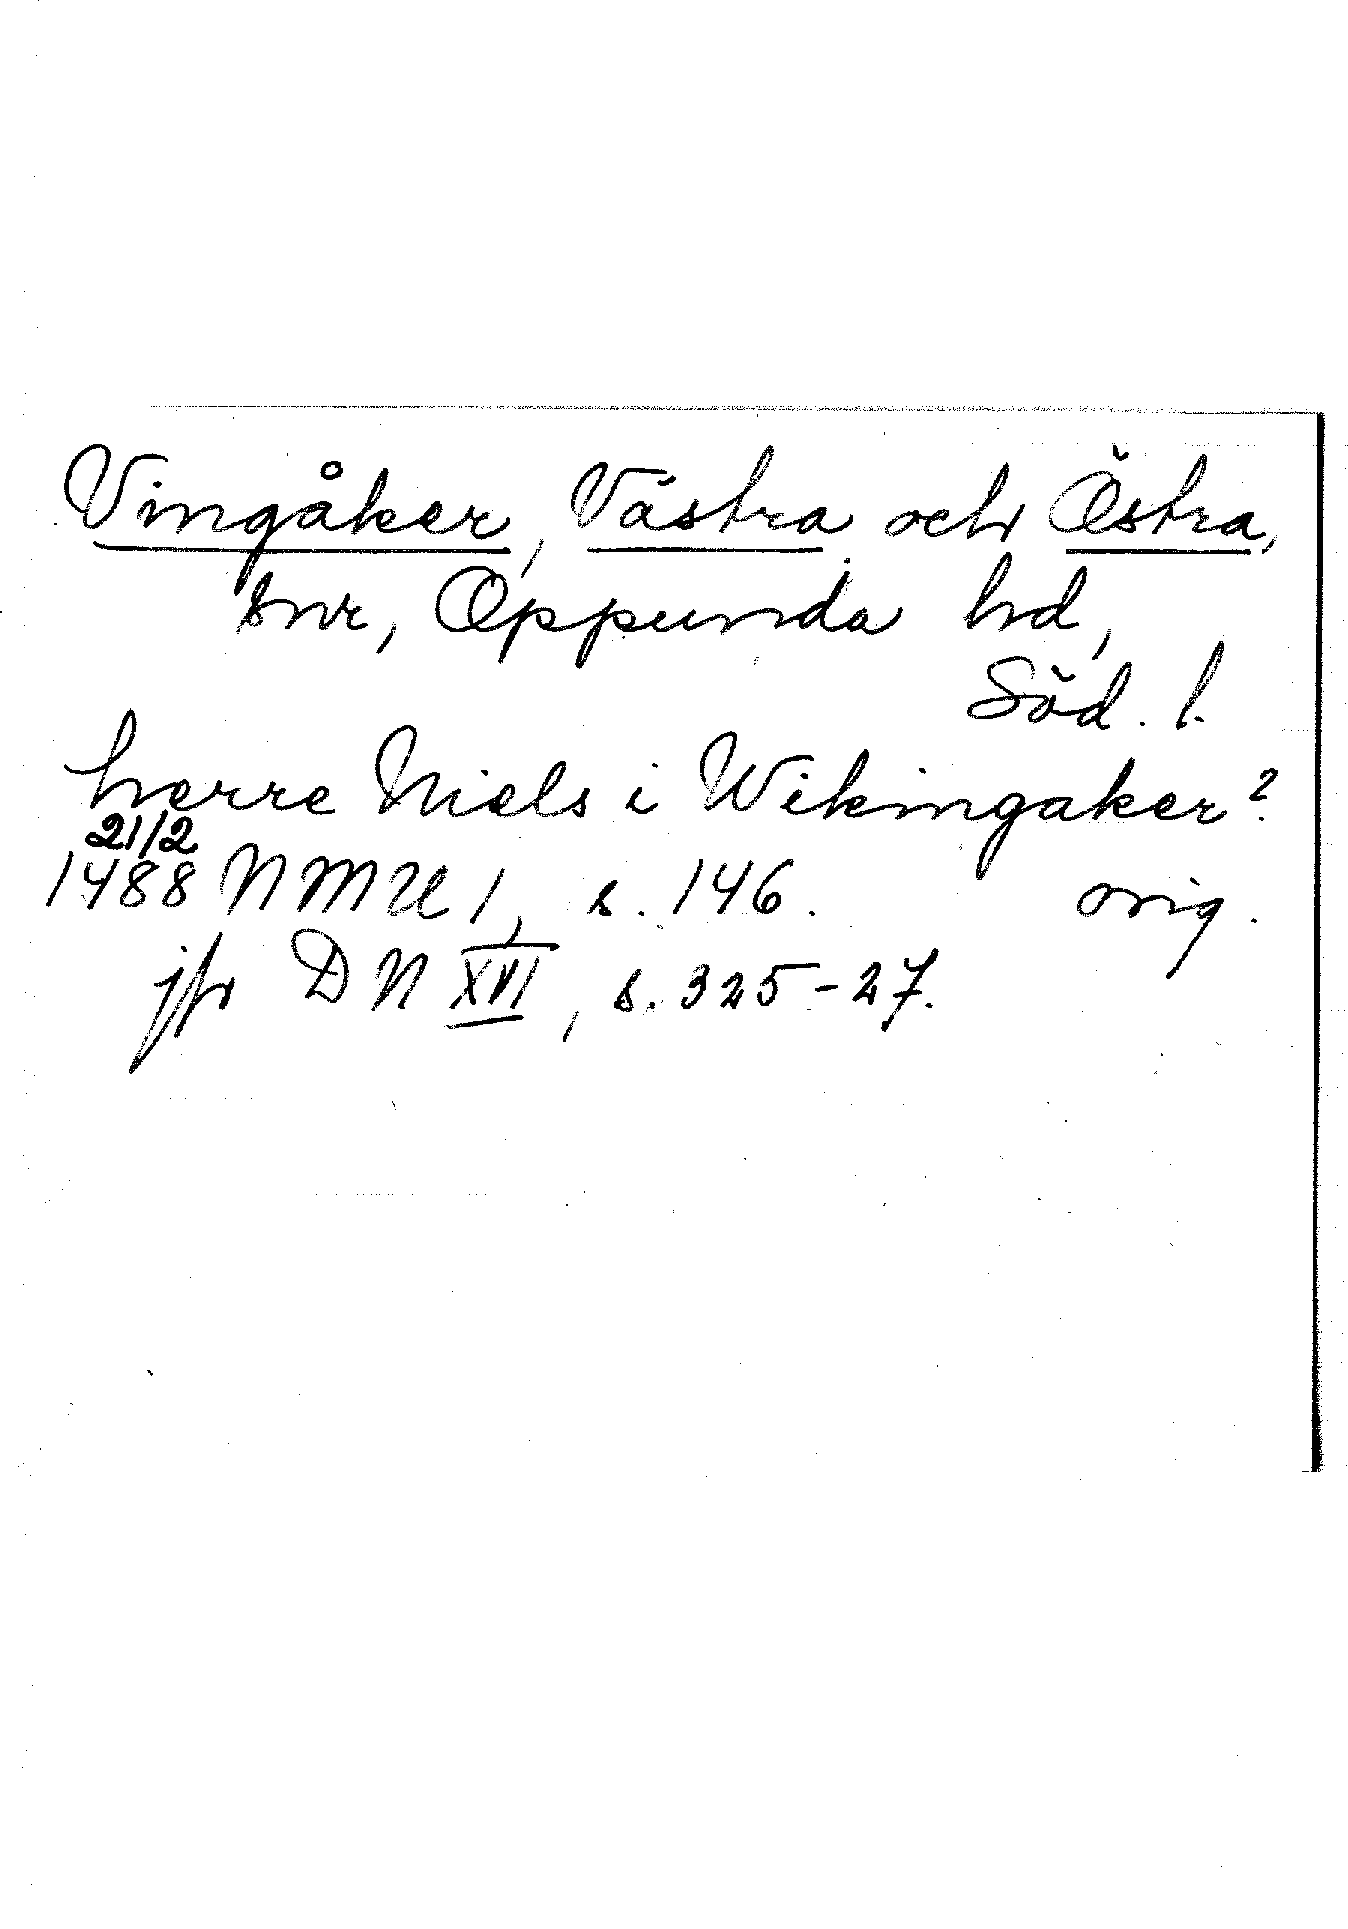 Vingåker, Västra och Östra,
snr, Oppunda hd,
Söd. l.
herre Niels i Wikingaker?
21/2
1488 NMU 1, s. 146. orig.
jfr DN XVI, s. 325-27.